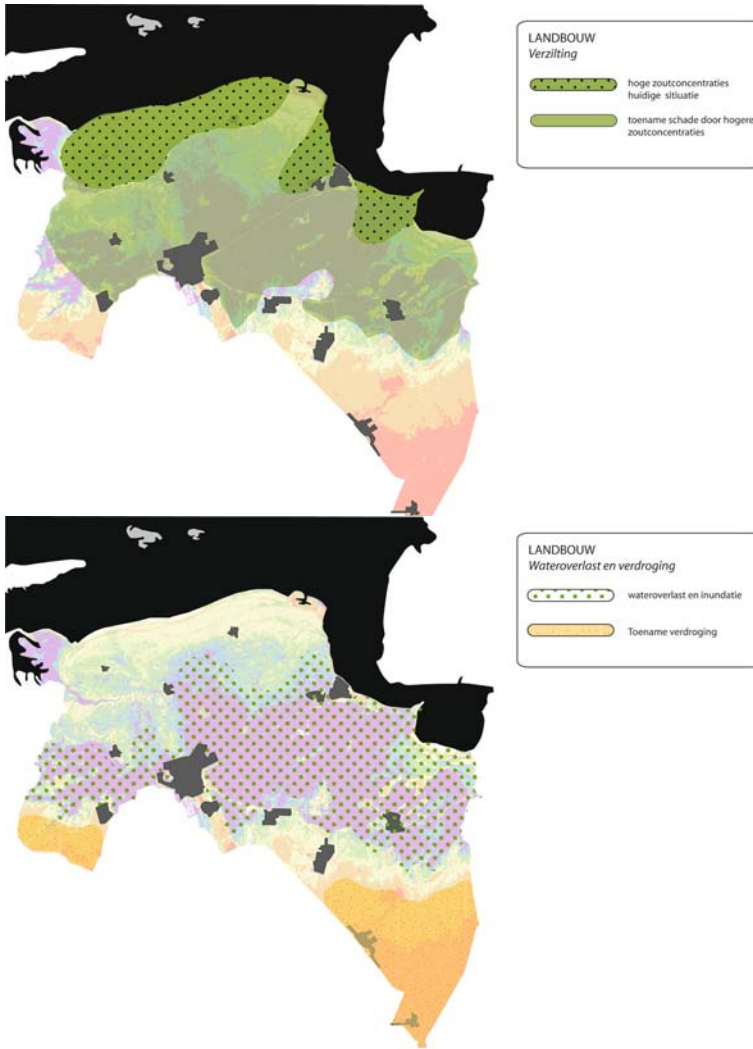 LANDBOUW
Verzilting
hoge zoutconcentraties
huidige sitiuatie
toename schade door hogere
zoutconcentraties
LANDBOUW
Wateroverlast en verdroging
wateroverlast en inundatie
Toename verdroging